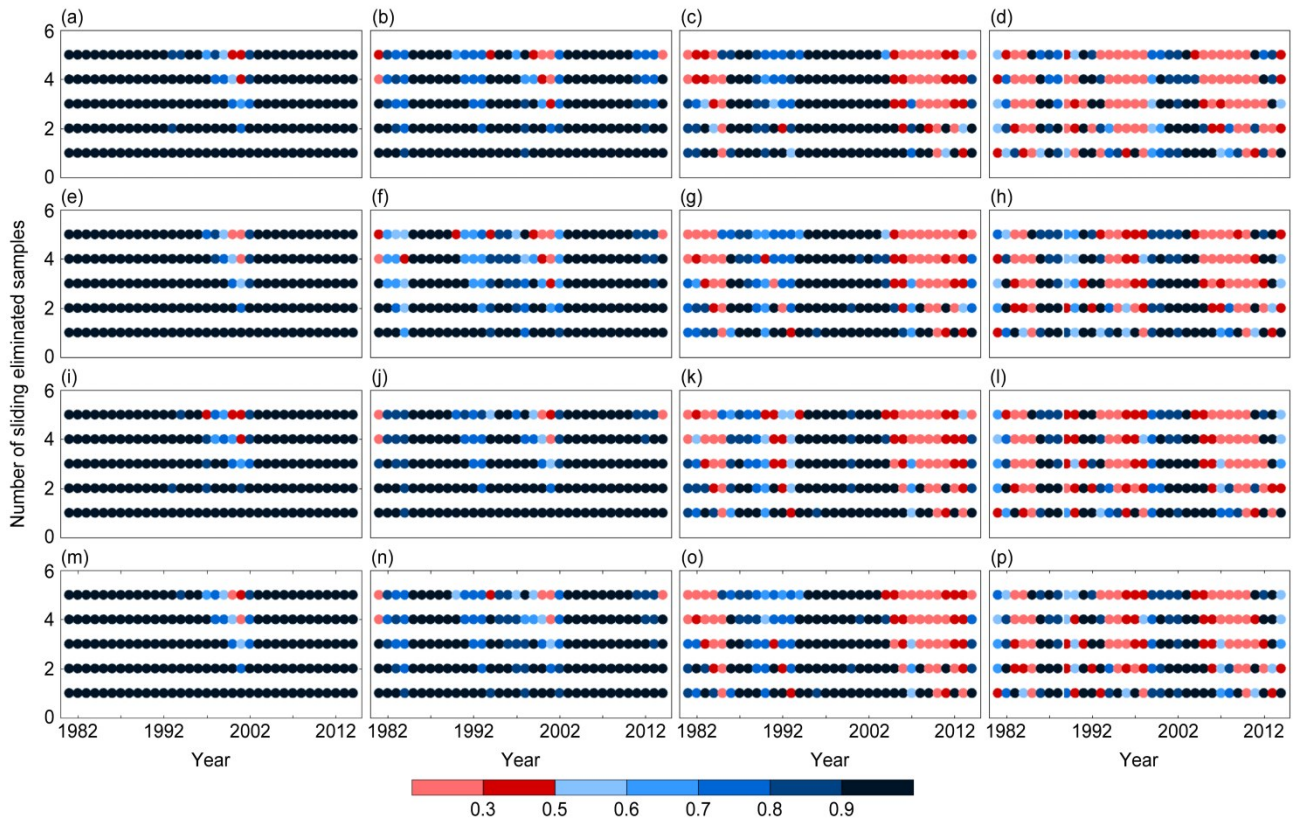 (a) (b) (c) (d)
6
4
2
0
(e) (f) (g) (h)
6
4
2
0
(i) (j) (k) (l)
6
4
2
0
(m) (n) (o) (p)
6
4
2
0
Number of sliding eliminated samples
1982 1992 2002 2012 1982 1992 2002 2012 1982 1992 2002 2012 1982 1992 2002 2012
Year Year Year Year
0.3 0.5 0.6 0.7 0.8 0.9